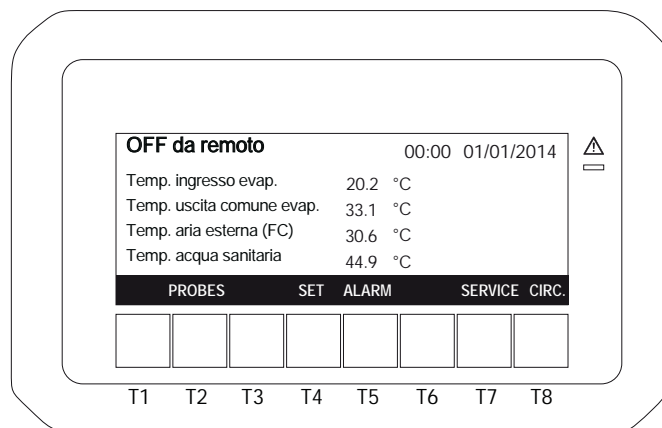 OFF da remoto 00:00 01/01/2014
Temp. ingresso evap. 20.2 °C
Temp. uscita comune evap. 33.1 °C
Temp. aria esterna (FC) 30.6 °C
Temp. acqua sanitaria 44.9 °C
PROBES SET ALARM SERVICE CIRC.
T1 T2 T3 T4 T5 T6 T7 T8